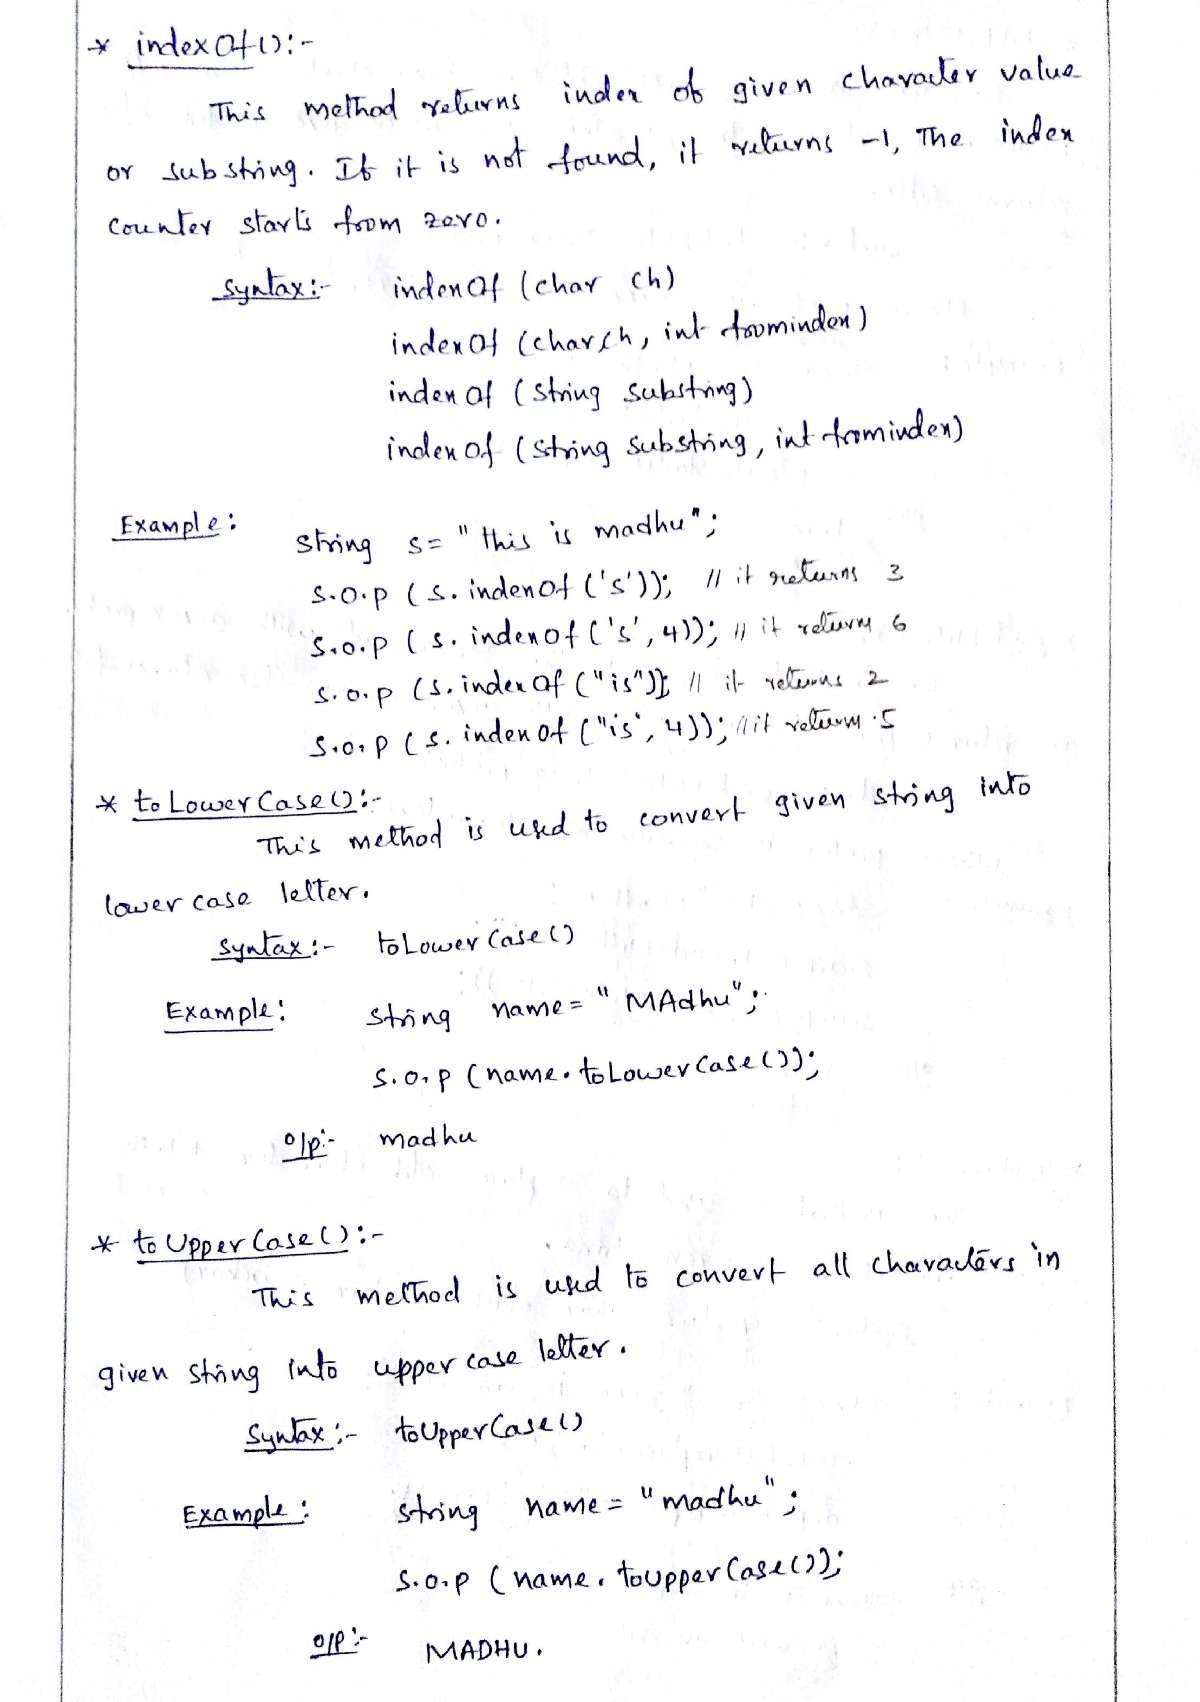 * indexOf():-
This method returns index of given character value
or substring. If it is not found, it returns -1, The index
counter starts from zero.
Syntax:- indexOf (char ch)
indexOf (char ch, int fromindex)
indexOf (String substring)
indexOf (String substring, int fromindex)
Example: String s= "this is madhu";
S.O.P (s.indexOf('s')); // it returns 3
S.O.P (s.indexOf('s',4)); // it returns 6
S.O.P (s.indexOf("is")); // it returns 2
S.O.P (s.indexOf("is", 4)); // it returns 5
* toLowerCase():-
This method is used to convert given string into
lower case letter.
Syntax:- toLowerCase()
Example: String name= "MAdhu";
S.O.P (name.toLowerCase());
O/P:- madhu
* toUpperCase():-
This method is used to convert all characters in
given string into upper case letter.
Syntax:- toUpperCase()
Example: String name= "madhu";
S.O.P (name.toUpperCase());
O/P:- MADHU.